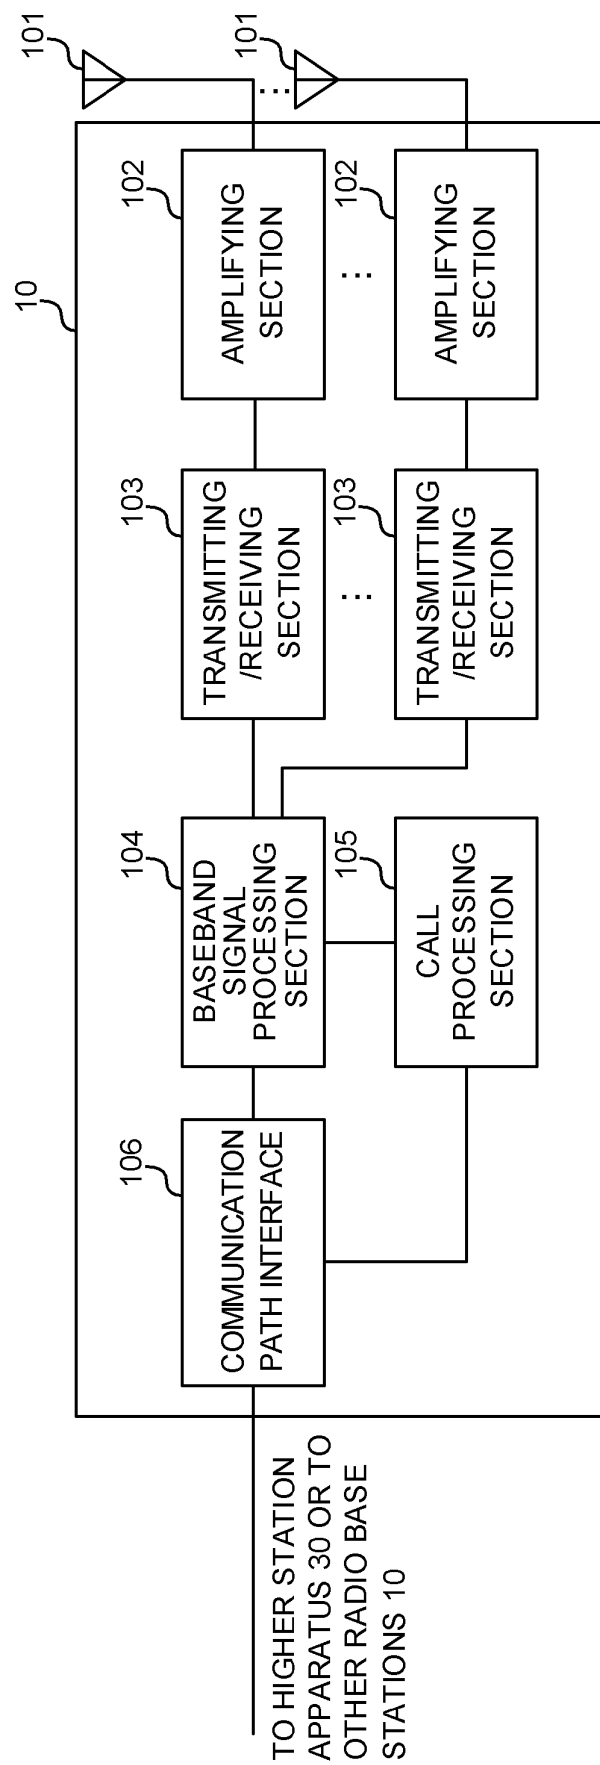 10
101
101
102
AMPLIFYING
SECTION
102
AMPLIFYING
SECTION
...
103
TRANSMITTING
/RECEIVING
SECTION
103
TRANSMITTING
/RECEIVING
SECTION
...
104
BASEBAND
SIGNAL
PROCESSING
SECTION
105
CALL
PROCESSING
SECTION
106
COMMUNICATION
PATH INTERFACE
TO HIGHER STATION
APPARATUS 30 OR TO
OTHER RADIO BASE
STATIONS 10